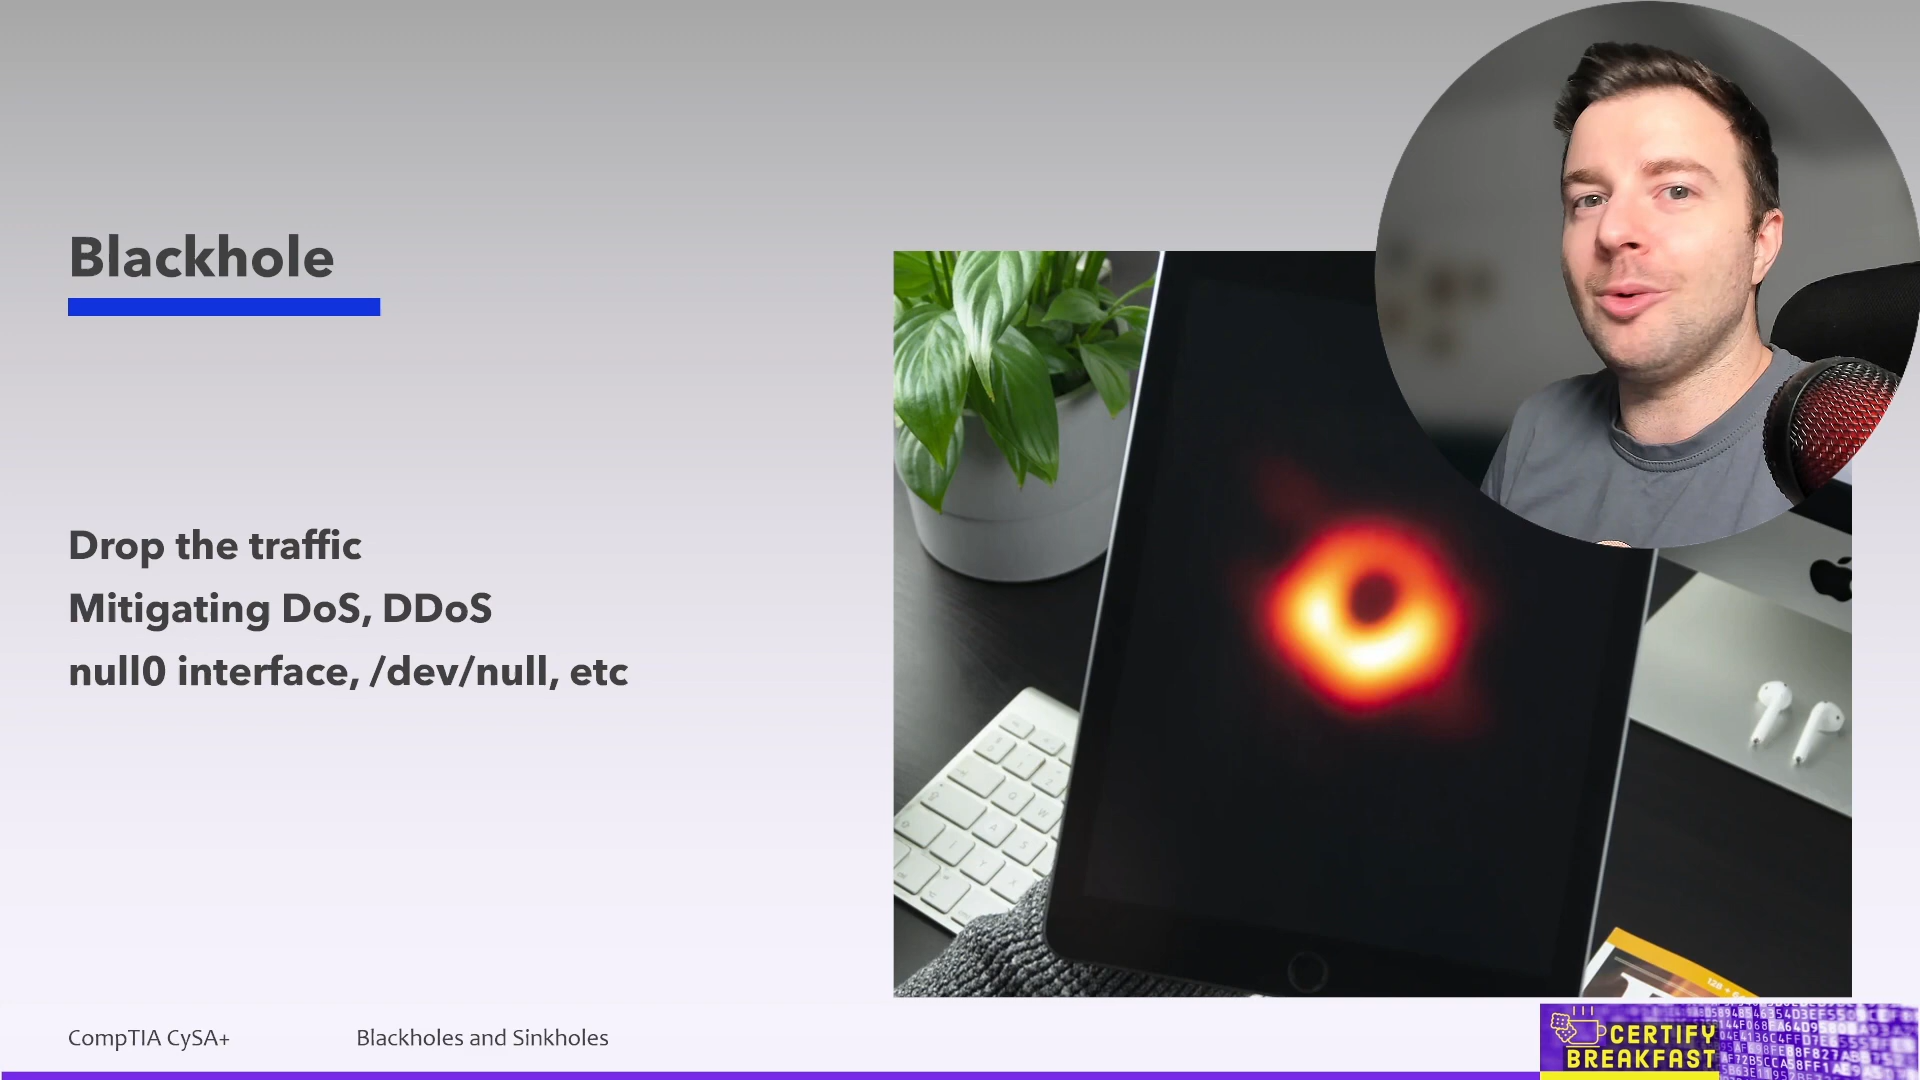 Blackhole
Drop the traffic
Mitigating DoS, DDoS
null0 interface, /dev/null, etc
CompTIA CySA+
Blackholes and Sinkholes
CERTIFY
BREAKFAST